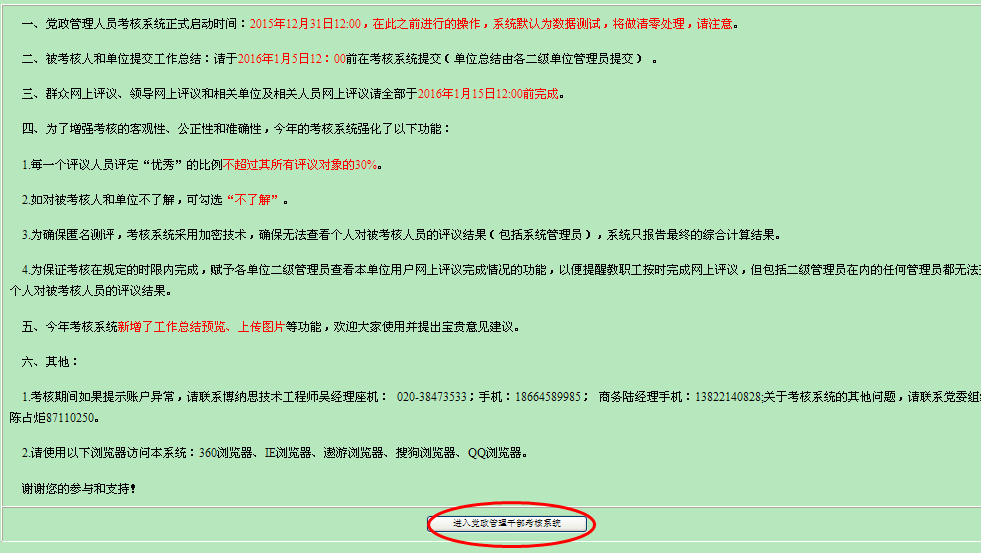 一、党政管理人员考核系统正式启动时间：2015年12月31日12:00，在此之前进行的操作，系统默认为数据测试，将做清零处理，请注意。
二、被考核人和单位提交工作总结：请于2016年1月5日12：00前在考核系统提交（单位总结由各二级单位管理员提交） 。
三、群众网上评议、领导网上评议和相关单位及相关人员网上评议请全部于2016年1月15日12:00前完成。
四、为了增强考核的客观性、公正性和准确性，今年的考核系统强化了以下功能：
1.每一个评议人员评定“优秀”的比例不超过其所有评议对象的30%。
2.如对被考核人和单位不了解，可勾选“不了解”。
3.为确保匿名测评，考核系统采用加密技术，确保无法查看个人对被考核人员的评议结果（包括系统管理员），系统只报告最终的综合计算结果。
4.为保证考核在规定的时限内完成，赋予各单位二级管理员查看本单位用户网上评议完成情况的功能，以便提醒教职工按时完成网上评议，但包括二级管理员在内的任何管理员都无法
个人对被考核人员的评议结果。
五、今年考核系统新增了工作总结预览、上传图片等功能，欢迎大家使用并提出宝贵意见建议。
六、其他：
1.考核期间如果提示账户异常，请联系博纳思技术工程师吴经理座机： 020-38473533；手机：18664589985； 商务陆经理手机：13822140828;关于考核系统的其他问题，请联系党委组
陈占炬87110250。
2.请使用以下浏览器访问本系统：360浏览器、IE浏览器、遨游浏览器、搜狗浏览器、QQ浏览器。
谢谢您的参与和支持！
进入党政管理干部考核系统